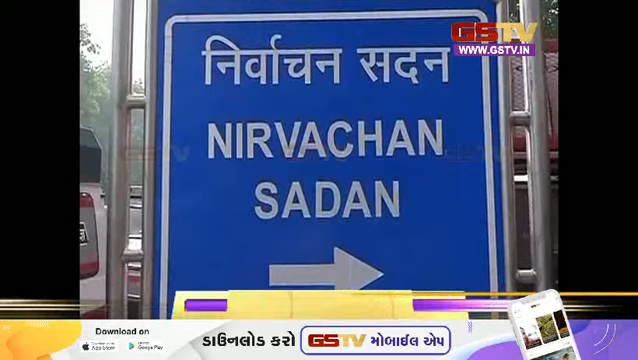 GSTV
WWW.GSTV.IN
निर्वाचन सदन
NIRVACHAN
SADAN
Download on
App Store
Google Play
ડાઉનલોડ કરો GSTV મોબાઈલ એપ